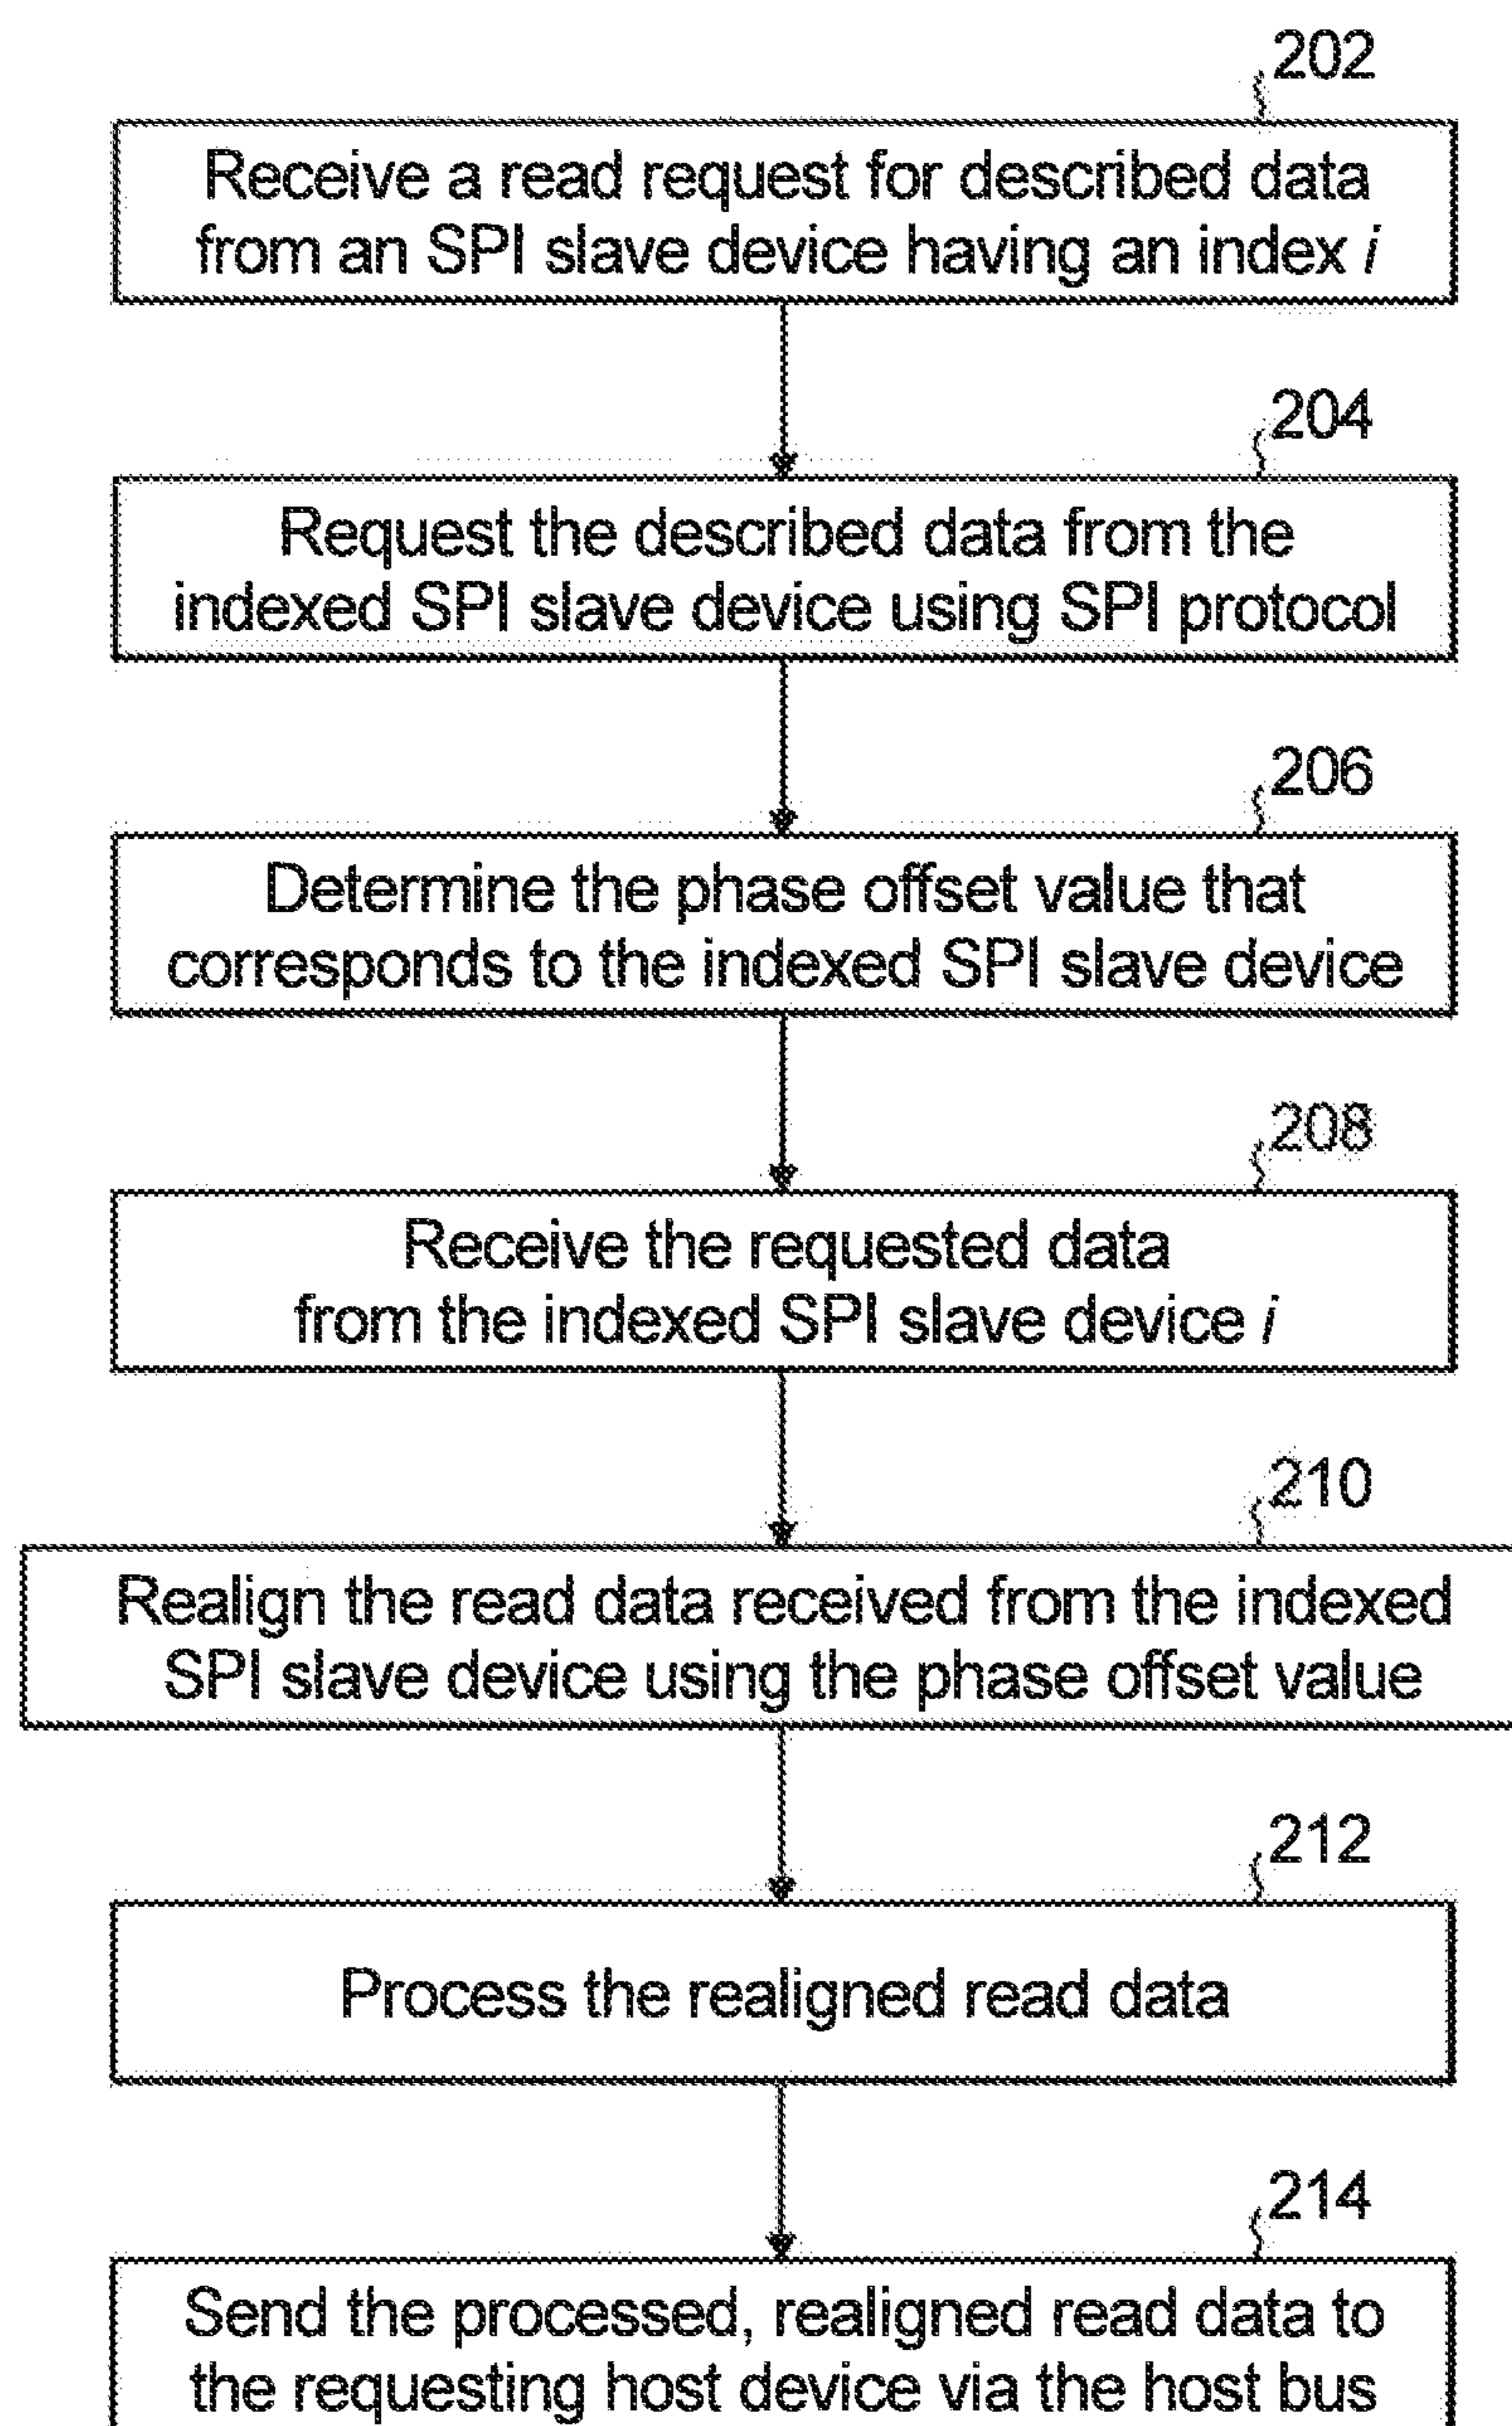 202
Receive a read request for described data
from an SPI slave device having an index i
204
Request the described data from the
indexed SPI slave device using SPI protocol
206
Determine the phase offset value that
corresponds to the indexed SPI slave device
208
Receive the requested data
from the indexed SPI slave device i
210
Realign the read data received from the indexed
SPI slave device using the phase offset value
212
Process the realigned read data
214
Send the processed, realigned read data to
the requesting host device via the host bus